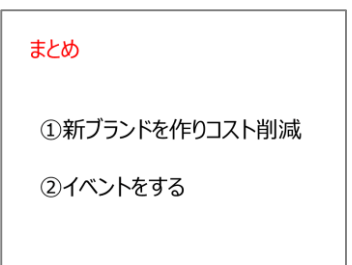 まとめ
①新ブランドを作りコスト削減
②イベントをする